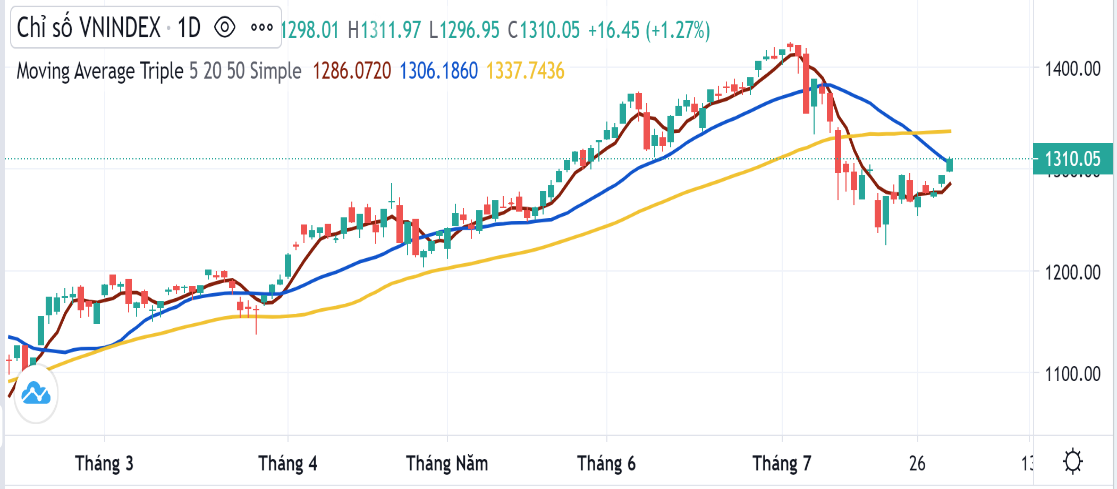 Chỉ số VNINDEX · 1D 1298.01 H1311.97 L1296.95 C1310.05 +16.45 (+1.27%)
Moving Average Triple 5 20 50 Simple 1286.0720 1306.1860 1337.7436
1400.00
1310.05
1200.00
1100.00
Tháng 3 Tháng 4 Tháng Năm Tháng 6 Tháng 7 26